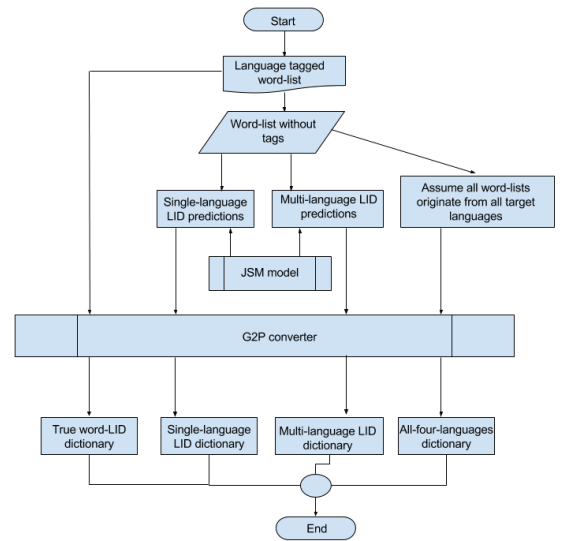 Start
Language tagged
word-list
Word-list without
tags
Single-language
LID predictions
Multi-language LID
predictions
Assume all word-lists
originate from all target
languages
JSM model
G2P converter
True word-LID
dictionary
Single-language
LID dictionary
Multi-language LID
dictionary
All-four-languages
dictionary
End